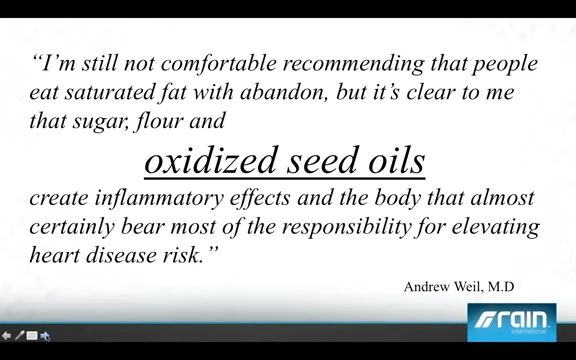 “I’m still not comfortable recommending that people
eat saturated fat with abandon, but it’s clear to me
that sugar, flour and
oxidized seed oils
create inflammatory effects and the body that almost
certainly bear most of the responsibility for elevating
heart disease risk.”
Andrew Weil, M.D
rain
international